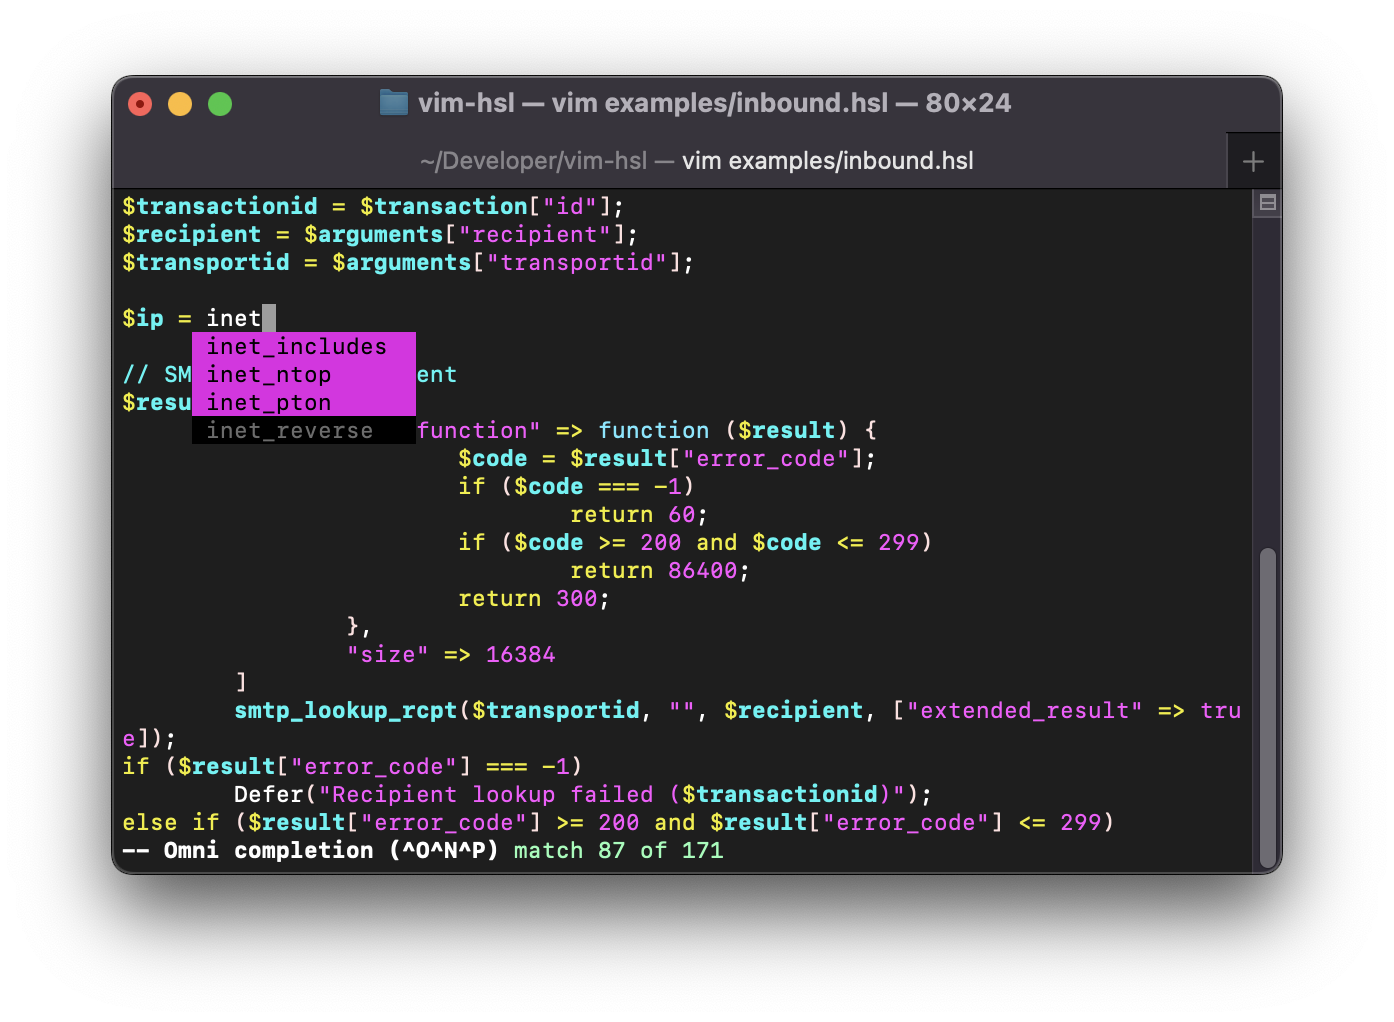 vim-hsl — vim examples/inbound.hsl — 80×24
~/Developer/vim-hsl — vim examples/inbound.hsl
$transactionid = $transaction["id"];
$recipient = $arguments["recipient"];
$transportid = $arguments["transportid"];
$ip = inet
inet_includes
// SM inet_ntop ent
$resu inet_pton
inet_reverse function" => function ($result) {
$code = $result["error_code"];
if ($code === -1)
return 60;
if ($code >= 200 and $code <= 299)
return 86400;
return 300;
},
"size" => 16384
]
smtp_lookup_rcpt($transportid, "", $recipient, ["extended_result" => tru
e]);
if ($result["error_code"] === -1)
Defer("Recipient lookup failed ($transactionid)");
else if ($result["error_code"] >= 200 and $result["error_code"] <= 299)
-- Omni completion (^O^N^P) match 87 of 171